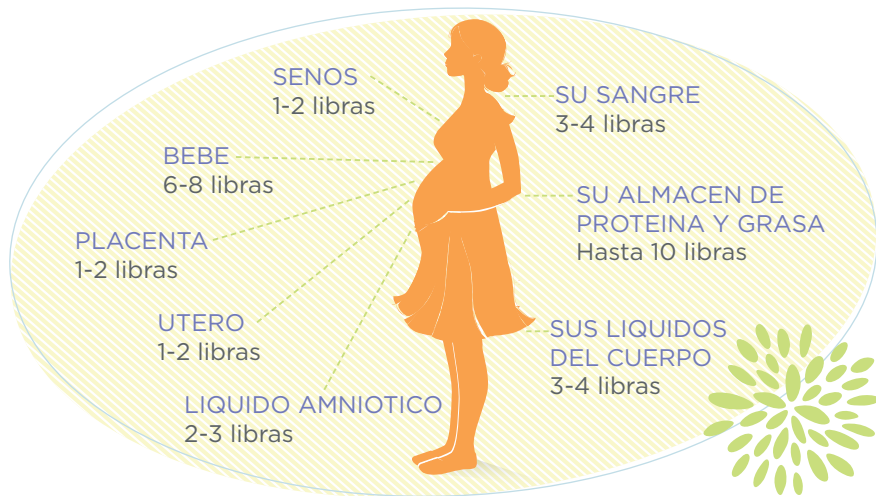 SENOS
1-2 libras
BEBE
6-8 libras
PLACENTA
1-2 libras
UTERO
1-2 libras
LIQUIDO AMNIOTICO
2-3 libras
SU SANGRE
3-4 libras
SU ALMACEN DE
PROTEINA Y GRASA
Hasta 10 libras
SUS LIQUIDOS
DEL CUERPO
3-4 libras